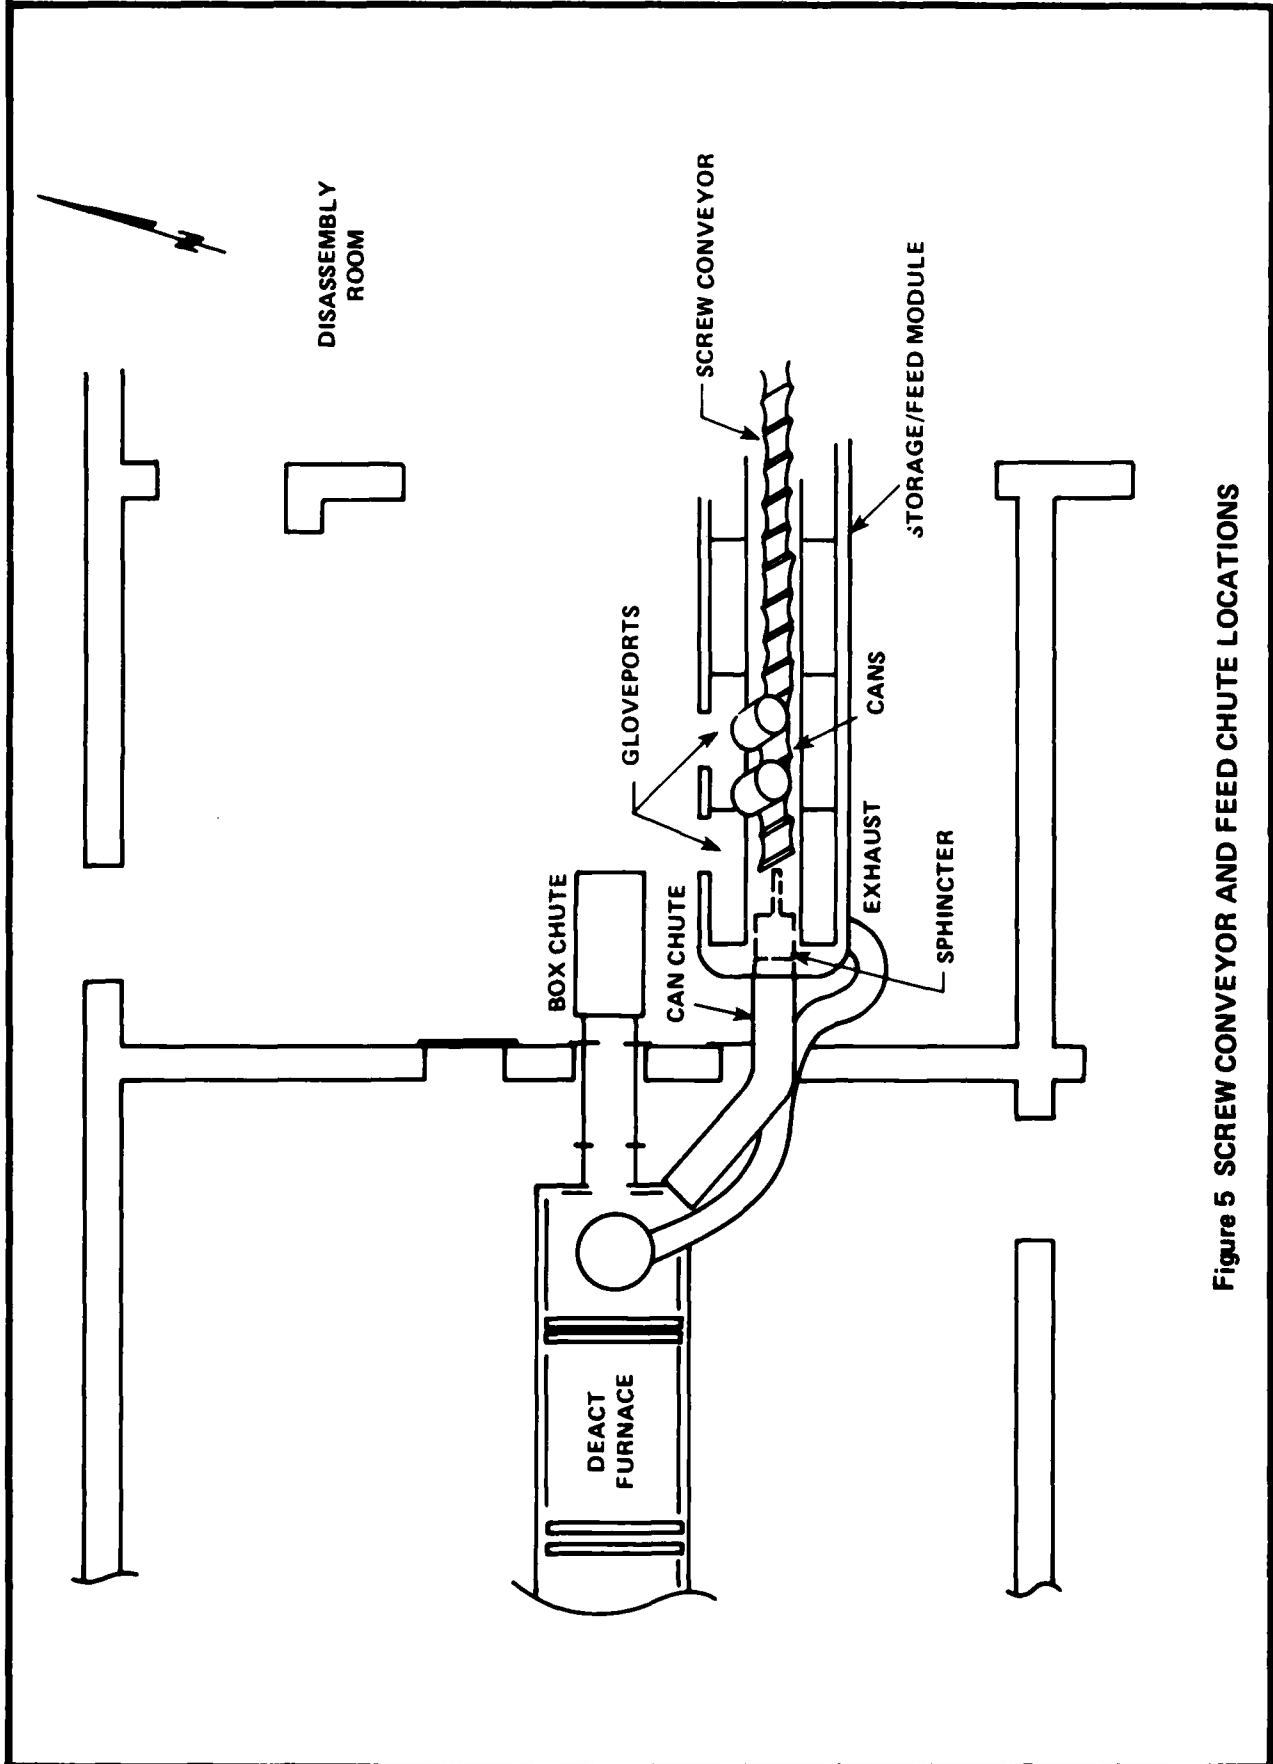 DISASSEMBLY
ROOM
SCREW CONVEYOR
STORAGE/FEED MODULE
GLOVEPORTS
CANS
BOX CHUTE
CAN CHUTE
EXHAUST
SPHINCTER
DEACT
FURNACE
Figure 5 SCREW CONVEYOR AND FEED CHUTE LOCATIONS